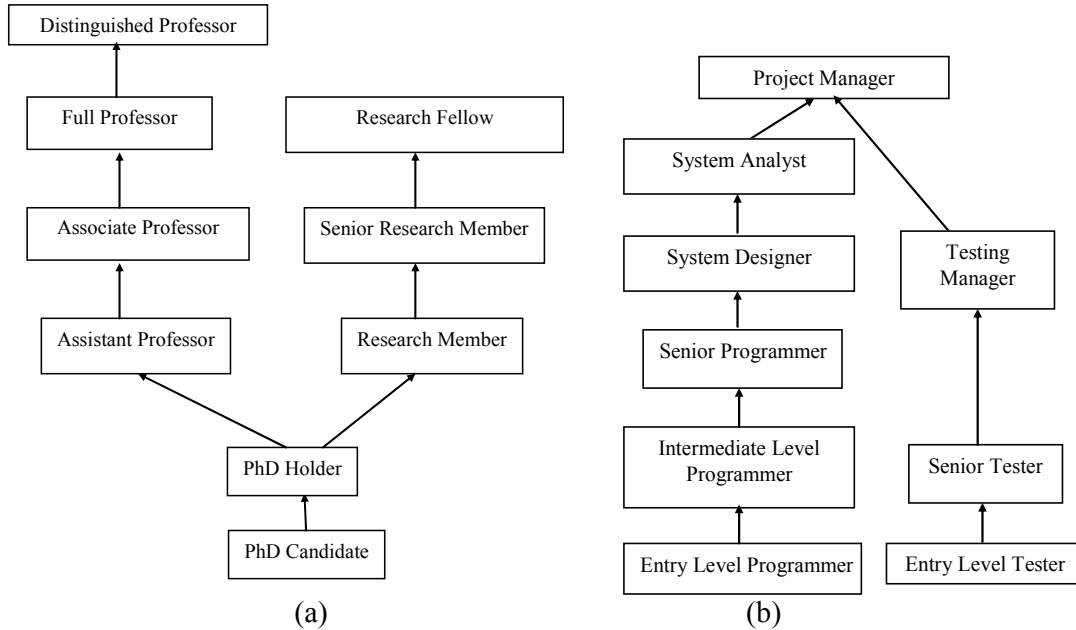 Distinguished Professor
Full Professor
Associate Professor
Assistant Professor
Research Fellow
Senior Research Member
Research Member
PhD Holder
PhD Candidate
(a)
Project Manager
System Analyst
System Designer
Senior Programmer
Intermediate Level
Programmer
Entry Level Programmer
Testing
Manager
Senior Tester
Entry Level Tester
(b)